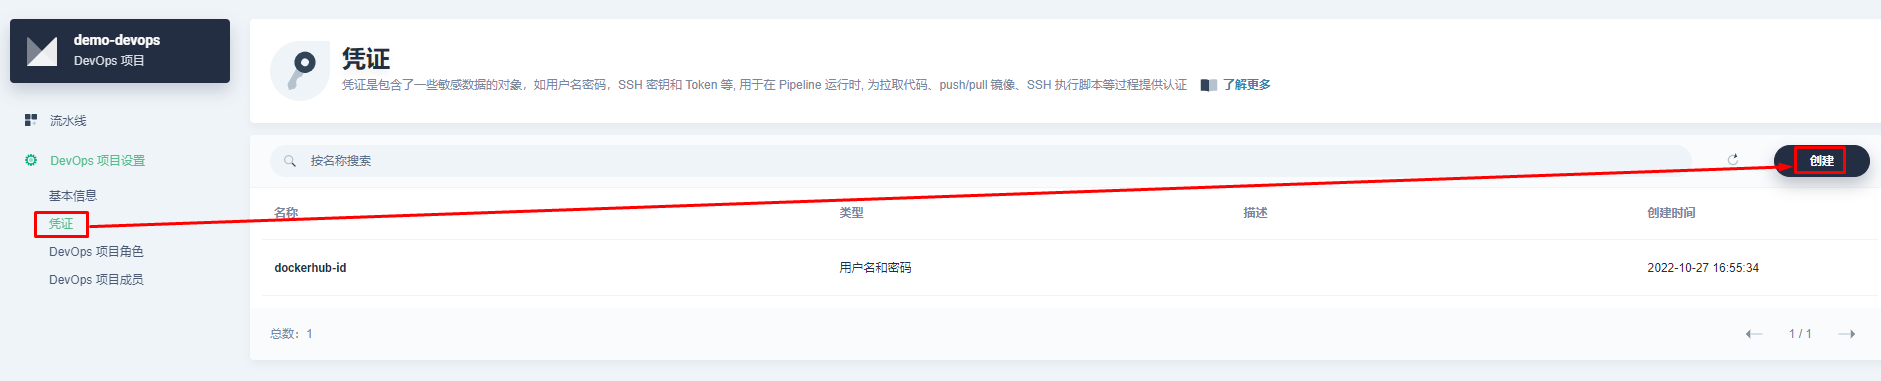 demo-devops
DevOps 项目
流水线
DevOps 项目设置
基本信息
凭证
DevOps 项目角色
DevOps 项目成员
凭证
凭证是包含了一些敏感数据的对象，如用户名密码，SSH 密钥和 Token 等, 用于在 Pipeline 运行时, 为拉取代码、push/pull 镜像、SSH 执行脚本等过程提供认证 了解更多
按名称搜索 创建
名称 类型 描述 创建时间
dockerhub-id 用户名和密码 2022-10-27 16:55:34
总数：1 1 / 1